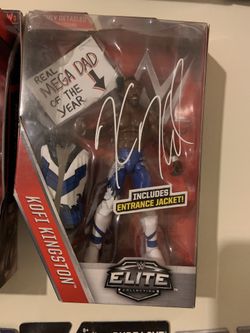 REAL
MEGA DAD
OF THE
YEAR
KOFI KINGSTON
INCLUDES
ENTRANCE JACKET!
ELITE
COLLECTION